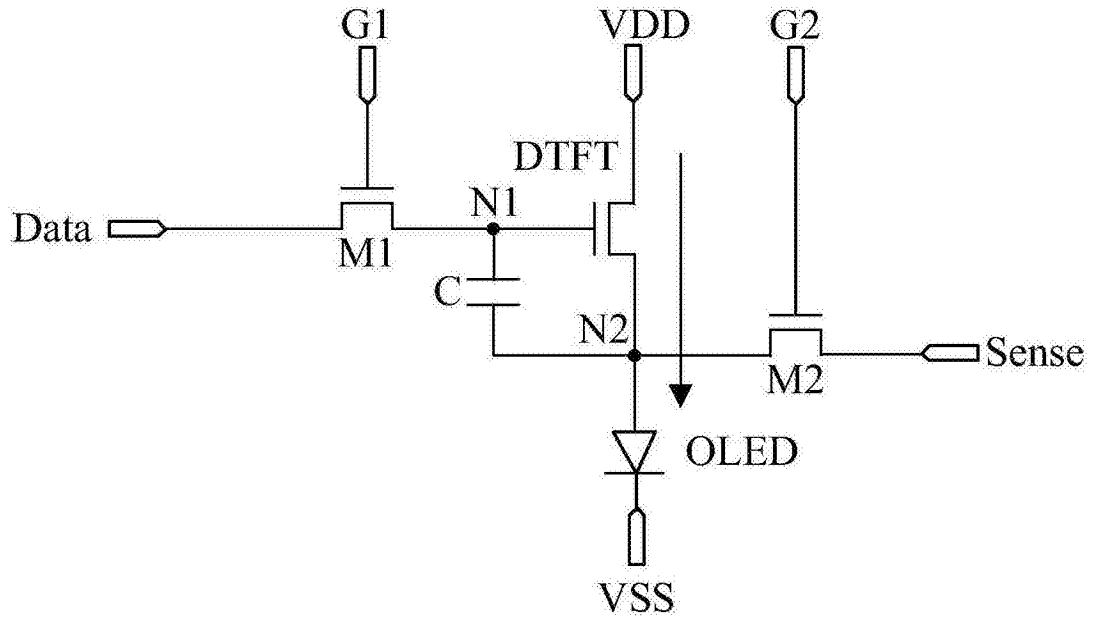 G1
VDD
G2
DTFT
N1
Data
M1
C
N2
Sense
M2
OLED
VSS